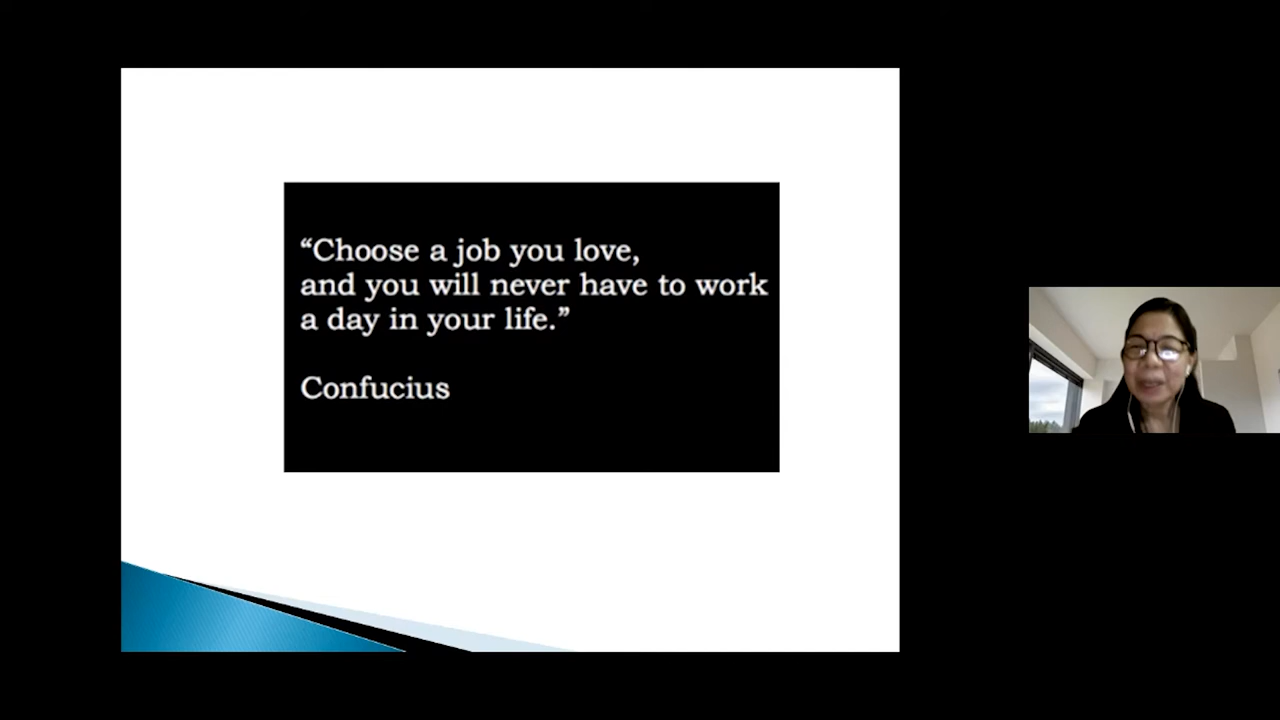 “Choose a job you love,
and you will never have to work
a day in your life.”
Confucius